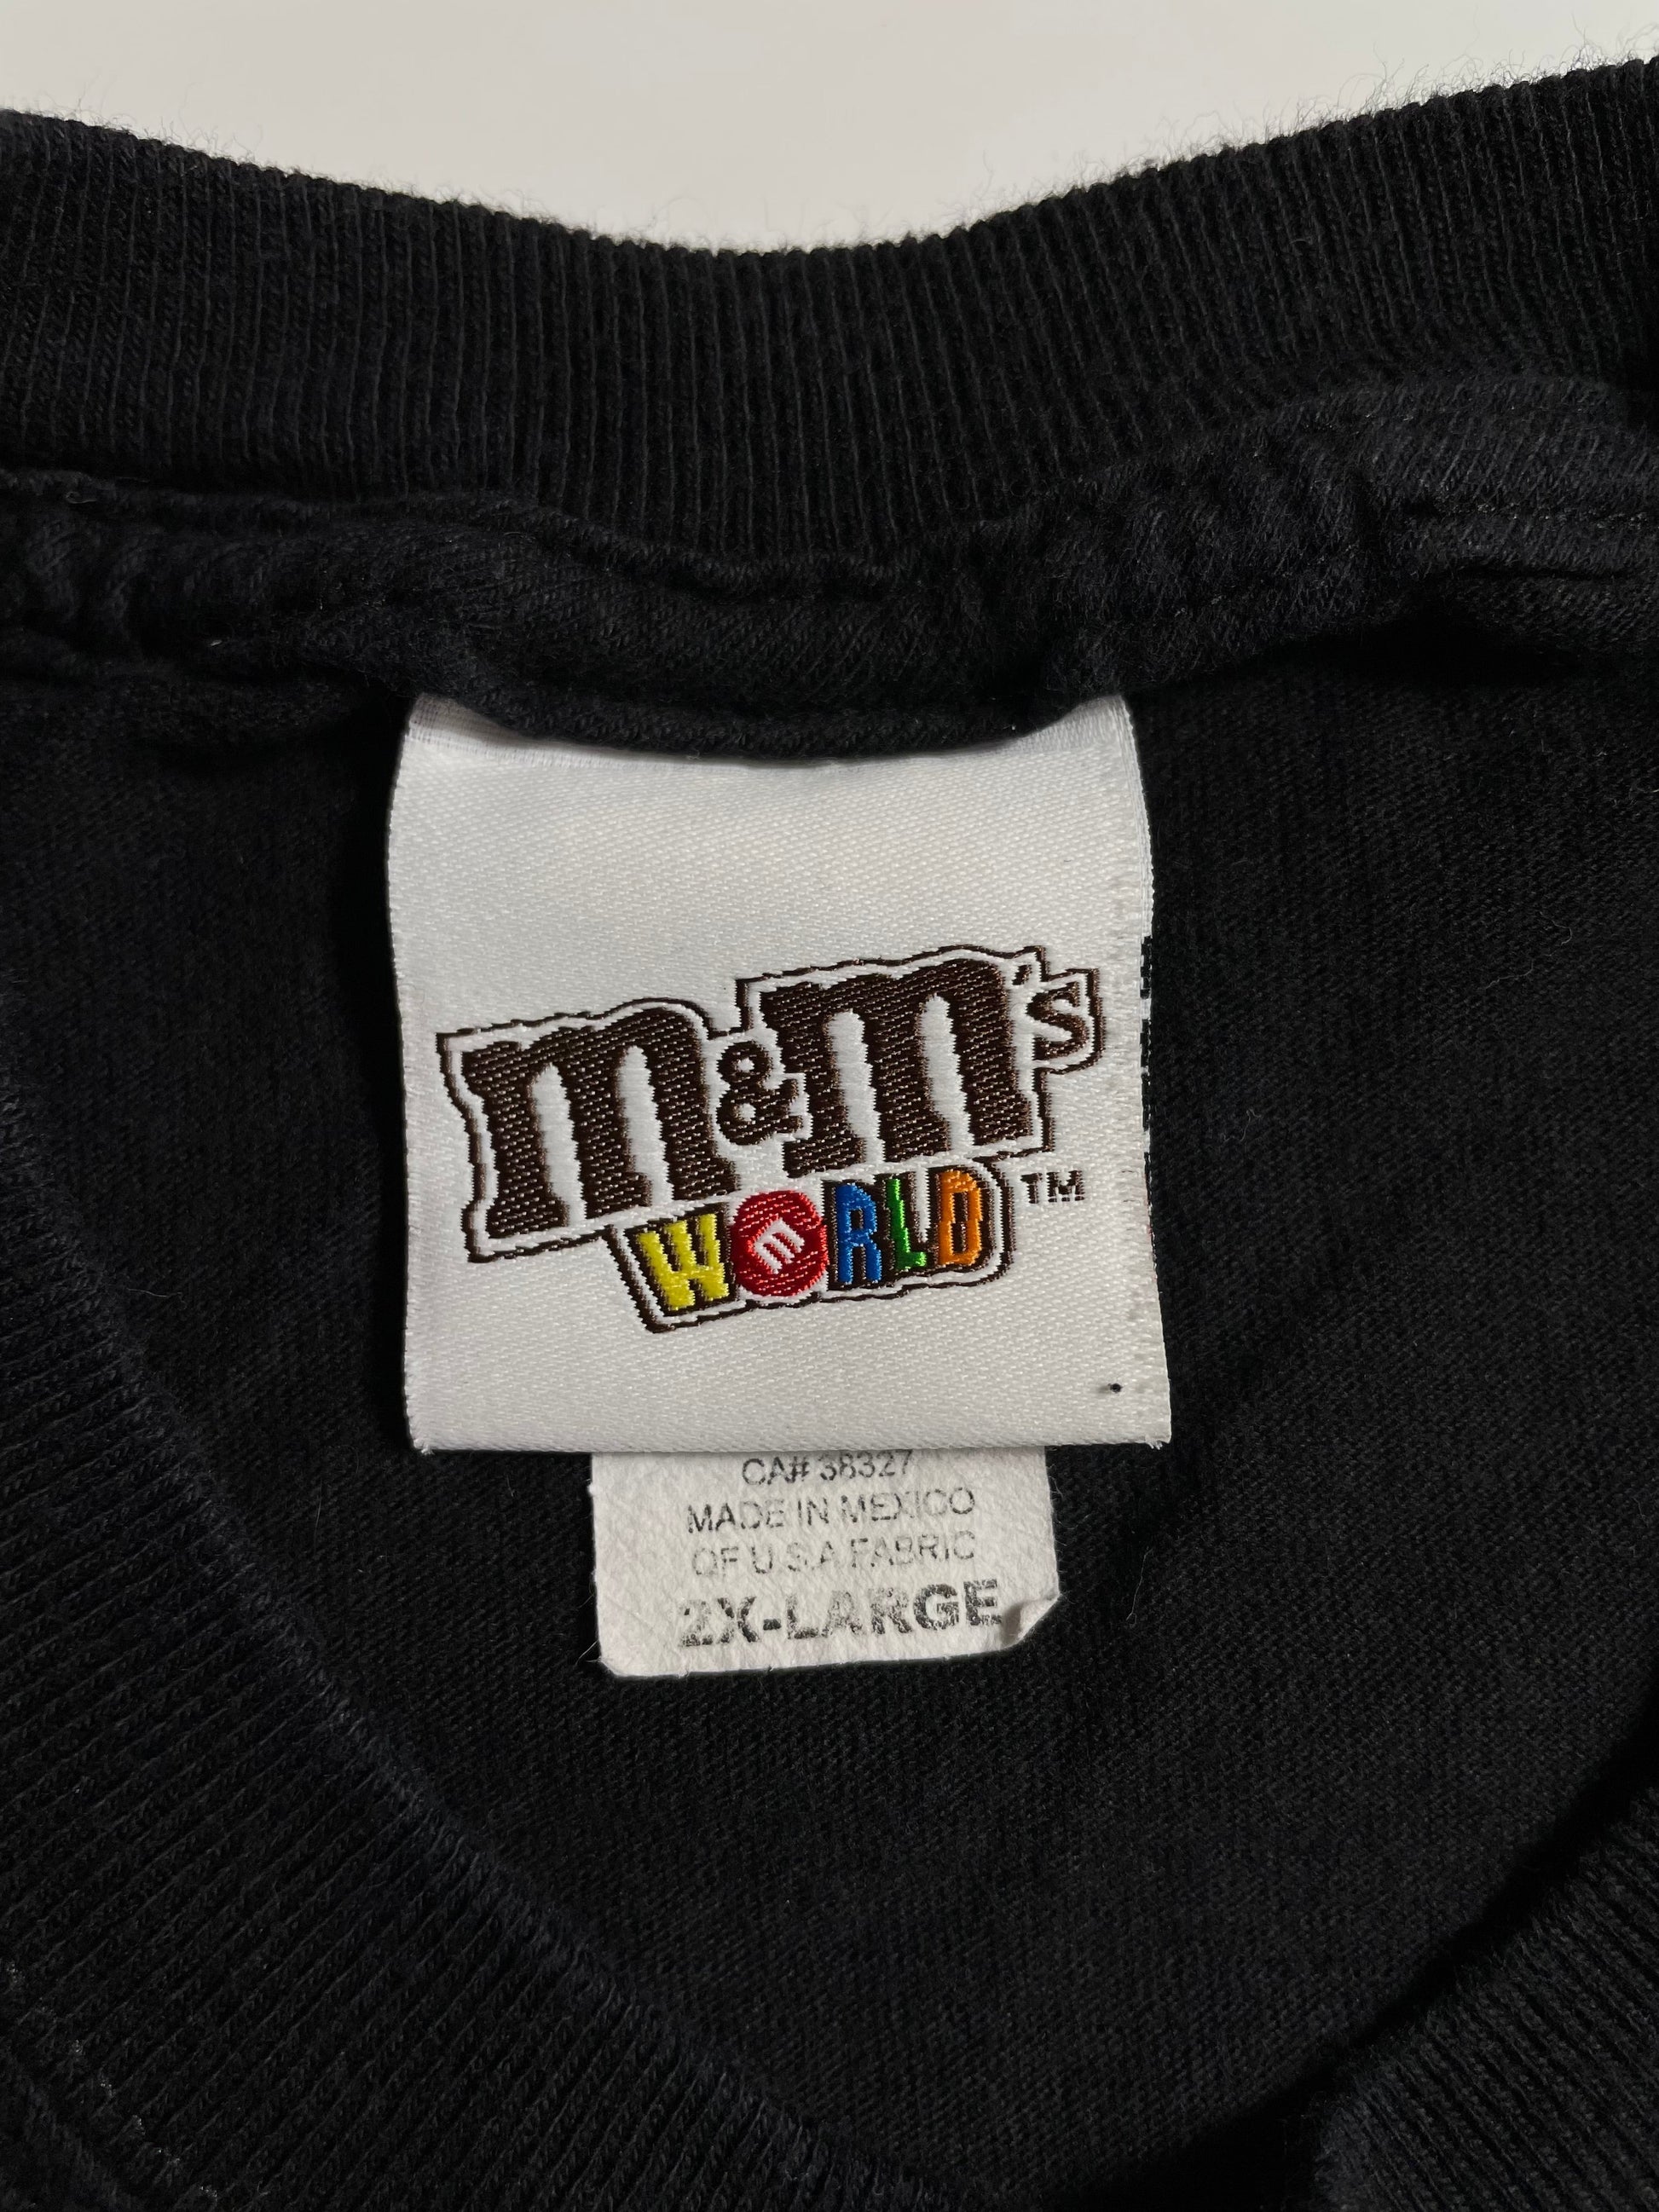 m&m's
WORLD™
CA# 38327
MADE IN MEXICO
OF U.S.A FABRIC
2X-LARGE